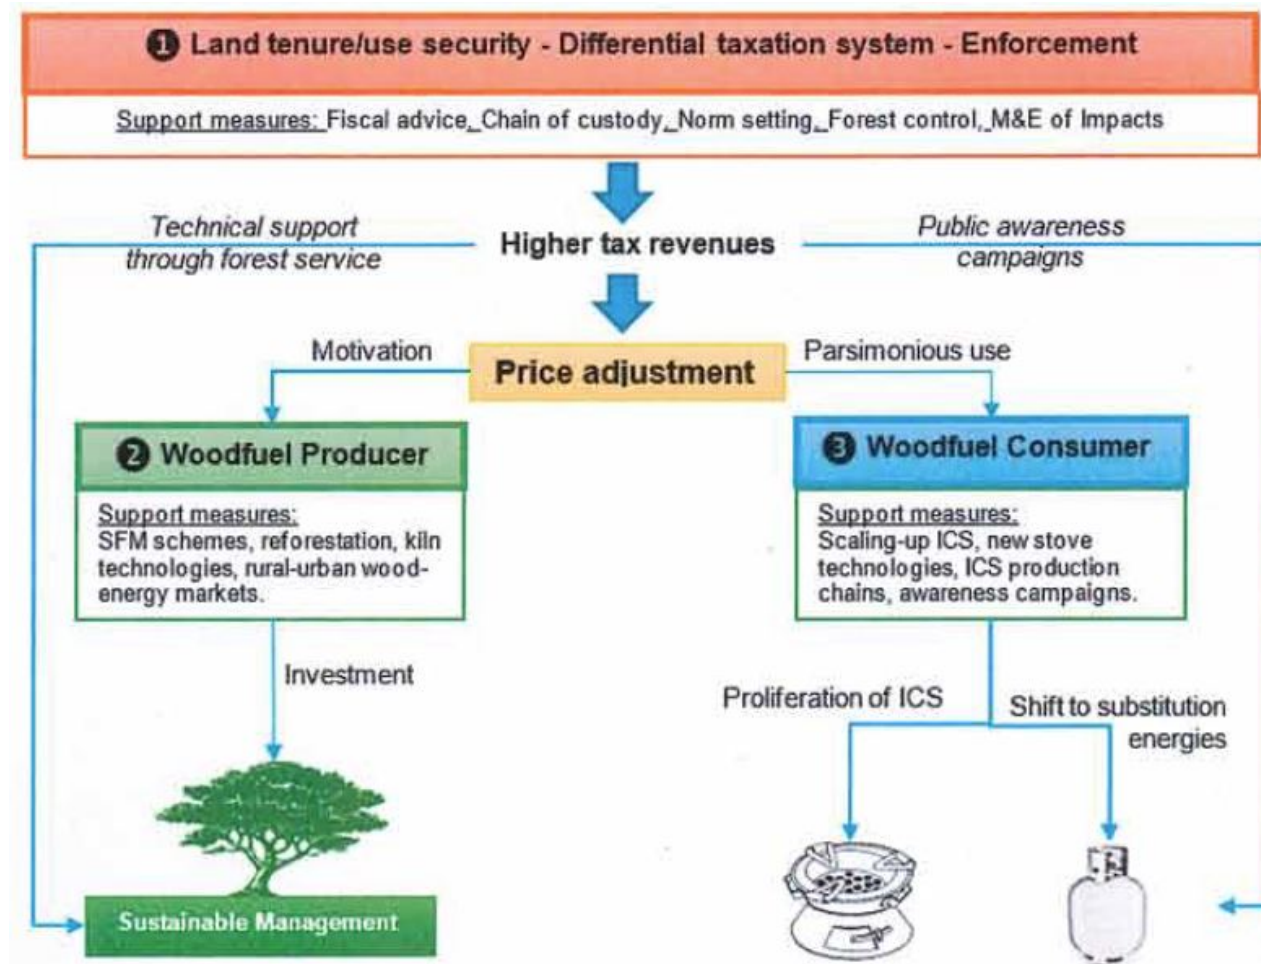 ❶ Land tenure/use security - Differential taxation system - Enforcement
Support measures: Fiscal advice, Chain of custody, Norm setting, Forest control, M&E of Impacts
Technical support
through forest service
Higher tax revenues
Public awareness
campaigns
Motivation
Price adjustment
Parsimonious use
❷ Woodfuel Producer
Support measures:
SFM schemes, reforestation, kiln
technologies, rural-urban wood-
energy markets.
❸ Woodfuel Consumer
Support measures:
Scaling-up ICS, new stove
technologies, ICS production
chains, awareness campaigns.
Investment
Proliferation of ICS
Shift to substitution
energies
Sustainable Management